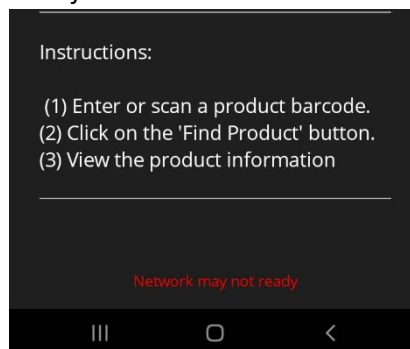 Instructions:
(1) Enter or scan a product barcode.
(2) Click on the 'Find Product' button.
(3) View the product information
Network may not ready